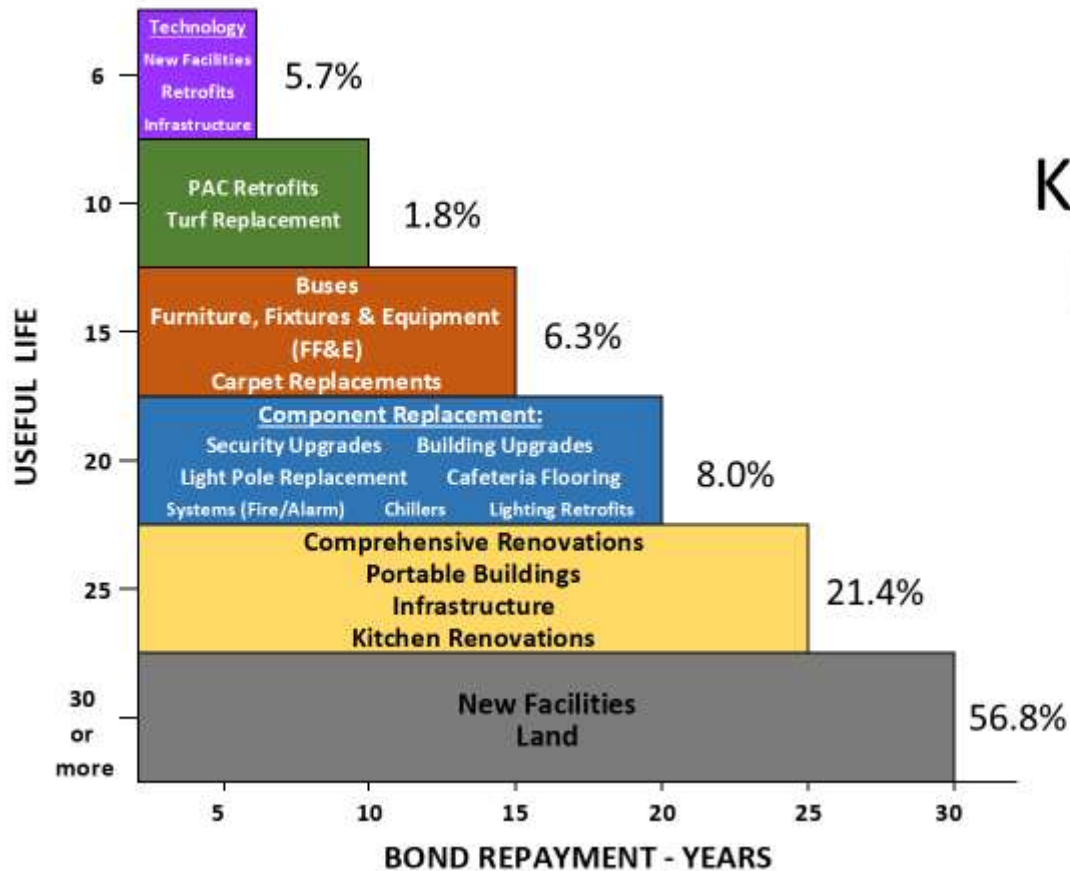 Technology
New Facilities
Retrofits
Infrastructure
6
5.7%
PAC Retrofits
Turf Replacement
10
1.8%
K
Buses
Furniture, Fixtures & Equipment
(FF&E)
Carpet Replacements
15
6.3%
Component Replacement:
Security Upgrades Building Upgrades
Light Pole Replacement Cafeteria Flooring
Systems (Fire/Alarm) Chillers Lighting Retrofits
20
8.0%
Comprehensive Renovations
Portable Buildings
Infrastructure
Kitchen Renovations
25
21.4%
New Facilities
Land
30
or
more
56.8%
USEFUL LIFE
5 10 15 20 25 30
BOND REPAYMENT - YEARS